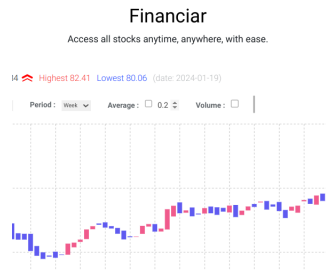 Financiar
Access all stocks anytime, anywhere, with ease.
Highest 82.41 Lowest 80.06 (date: 2024-01-19)
Period : Week Average : 0.2 Volume :